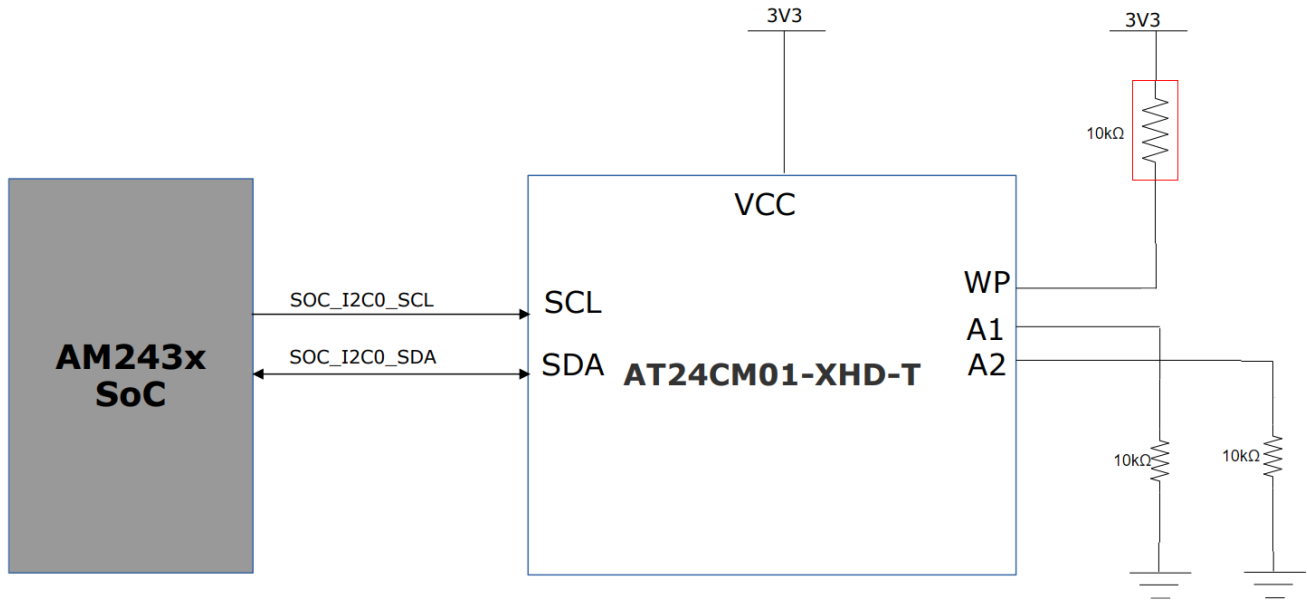 3V3
3V3
10kΩ
VCC
WP
SOC_I2C0_SCL
SCL
A1
AM243x
SoC
SOC_I2C0_SDA
SDA
AT24CM01-XHD-T
A2
10kΩ
10kΩ